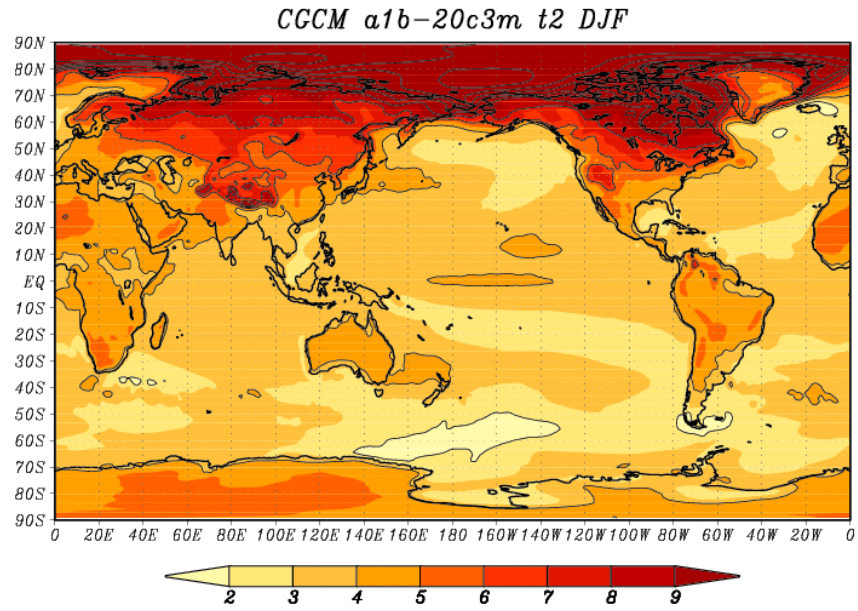 CGCM a1b-20c3m t2 DJF
90N
80N
70N
60N
50N
40N
30N
20N
10N
EQ
10S
20S
30S
40S
50S
60S
70S
80S
90S
0 20E 40E 60E 80E 100E 120E 140E 160E 180 160W 140W 120W 100W 80W 60W 40W 20W 0
2 3 4 5 6 7 8 9